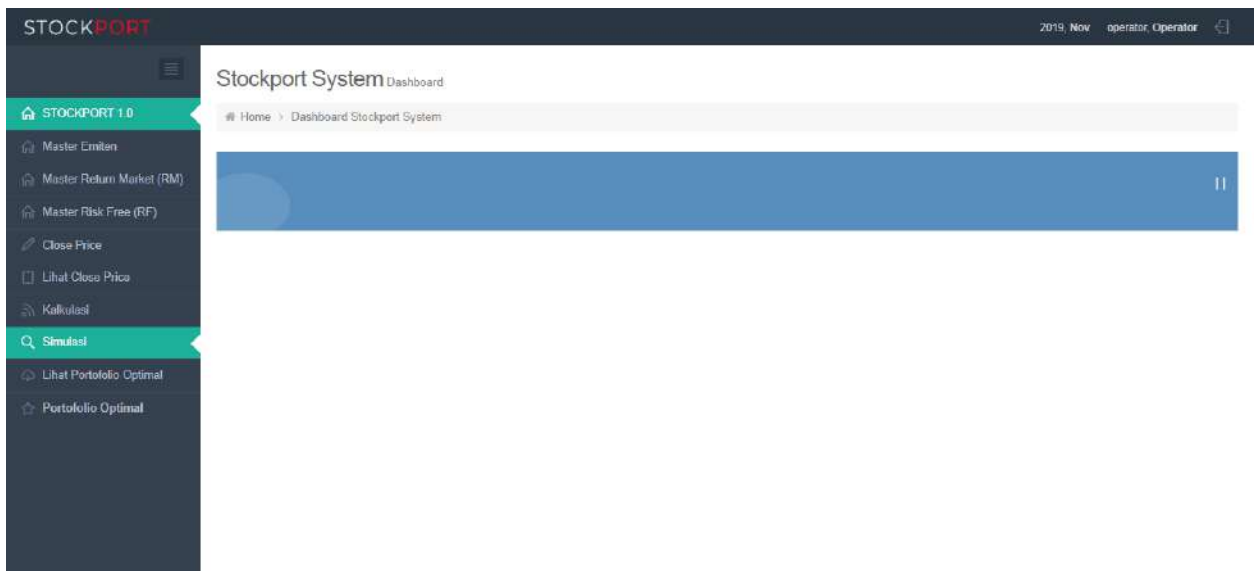 STOCKPORT
2019, Nov operator, Operator
Stockport System Dashboard
Home > Dashboard Stockport System
STOCKPORT 1.0
Master Emiten
Master Return Market (RM)
Master Risk Free (RF)
Close Price
Lihat Close Price
Kalkulasi
Simulasi
Lihat Portofolio Optimal
Portofolio Optimal